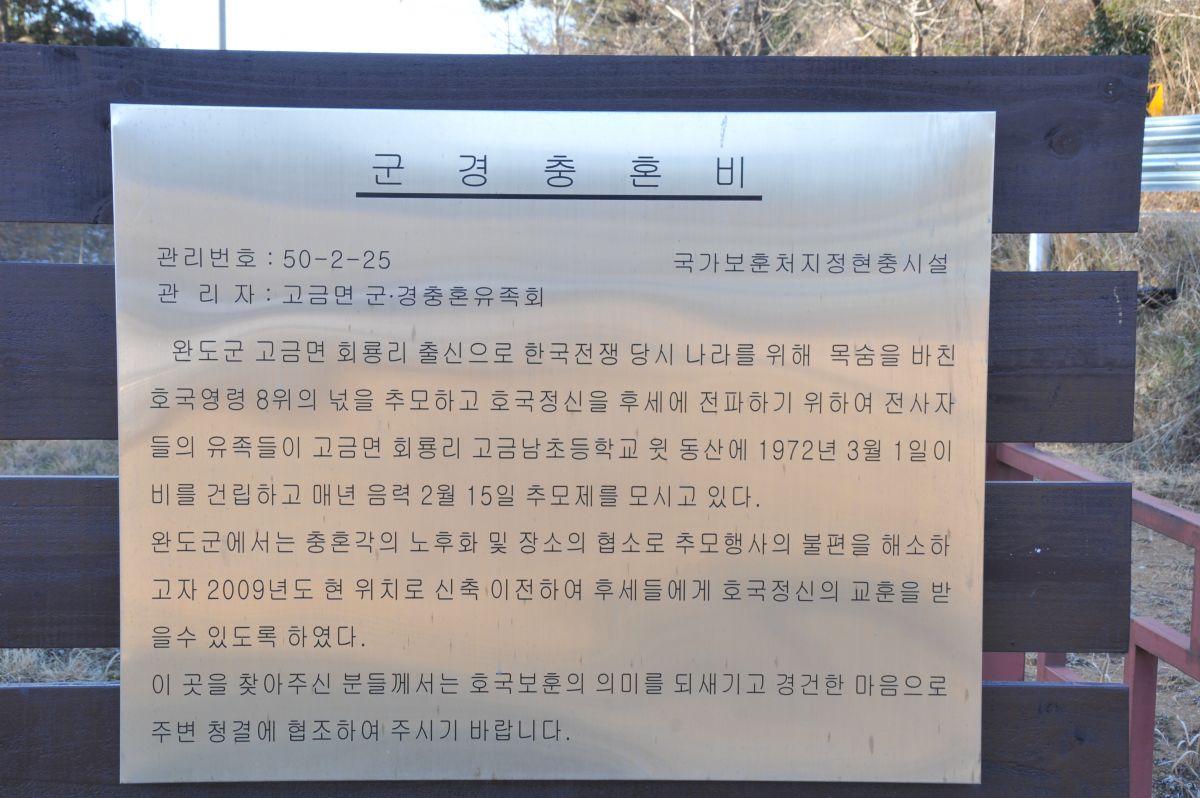 군 경 충 혼 비
관리번호 : 50-2-25 국가보훈처지정현충시설
관 리 자 : 고금면 군·경충혼유족회
완도군 고금면 회룡리 출신으로 한국전쟁 당시 나라를 위해 목숨을 바친
호국영령 8위의 넋을 추모하고 호국정신을 후세에 전파하기 위하여 전사자
들의 유족들이 고금면 회룡리 고금남초등학교 윗 동산에 1972년 3월 1일이
비를 건립하고 매년 음력 2월 15일 추모제를 모시고 있다.
완도군에서는 충혼각의 노후화 및 장소의 협소로 추모행사의 불편을 해소하
고자 2009년도 현 위치로 신축 이전하여 후세들에게 호국정신의 교훈을 받
을수 있도록 하였다.
이 곳을 찾아주신 분들께서는 호국보훈의 의미를 되새기고 경건한 마음으로
주변 청결에 협조하여 주시기 바랍니다.